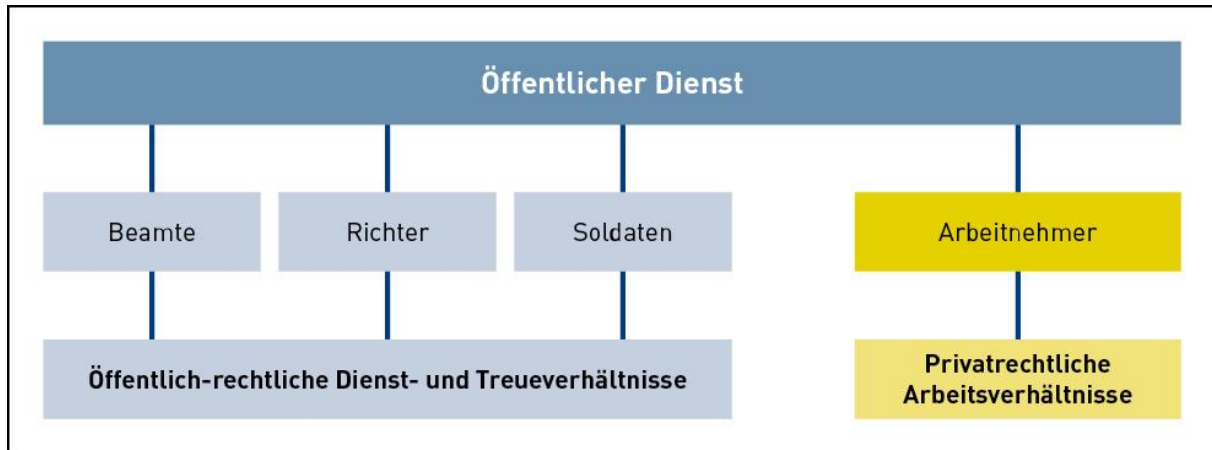 Öffentlicher Dienst
Beamte
Richter
Soldaten
Arbeitnehmer
Öffentlich-rechtliche Dienst- und Treueverhältnisse
Privatrechtliche
Arbeitsverhältnisse